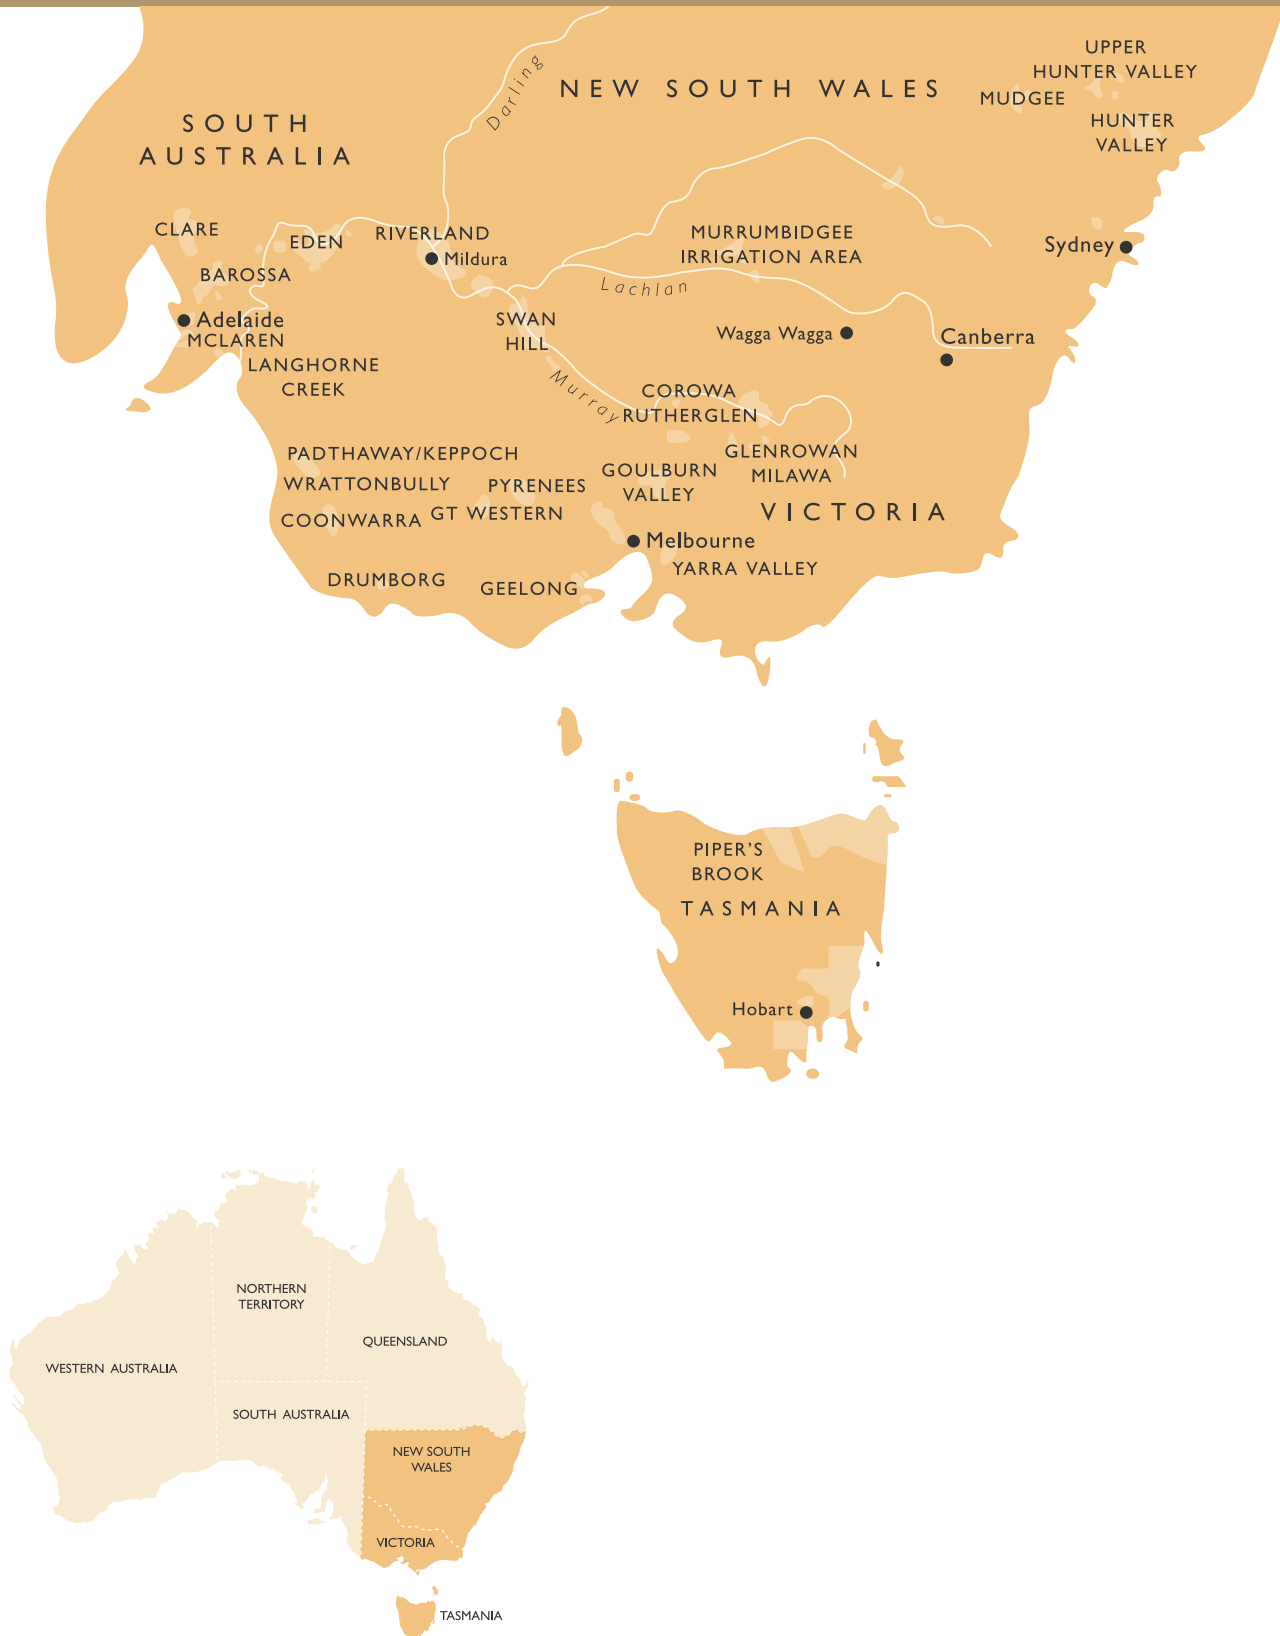 UPPER
HUNTER VALLEY
Darling
NEW SOUTH WALES
MUDGEE
SOUTH
AUSTRALIA
HUNTER
VALLEY
CLARE
EDEN
RIVERLAND
MURRUMBIDGEE
IRRIGATION AREA
Sydney
Mildura
BAROSSA
Lachlan
Adelaide
MCLAREN
SWAN
HILL
Wagga Wagga
Canberra
LANGHORNE
CREEK
Murray
COROWA
RUTHERGLEN
PADTHAWAY/KEPPOCH
GLENROWAN
MILAWA
WRATTONBULLY
PYRENEES
GOULBURN
VALLEY
COONWARRA
GT WESTERN
VICTORIA
Melbourne
YARRA VALLEY
DRUMBORG
GEELONG
PIPER'S
BROOK
TASMANIA
Hobart
NORTHERN
TERRITORY
QUEENSLAND
WESTERN AUSTRALIA
SOUTH AUSTRALIA
NEW SOUTH
WALES
VICTORIA
TASMANIA